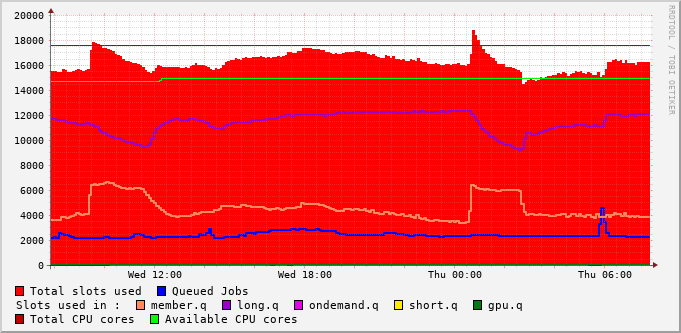 RRDTOOL / TOBI OETIKER
18000
16000
14000
12000
10000
8000
6000
4000
2000
0
Wed 12:00 Wed 18:00 Thu 00:00 Thu 06:00
Total slots used Queued Jobs
Slots used in : member.q long.q ondemand.q short.q gpu.q
Total CPU cores Available CPU cores